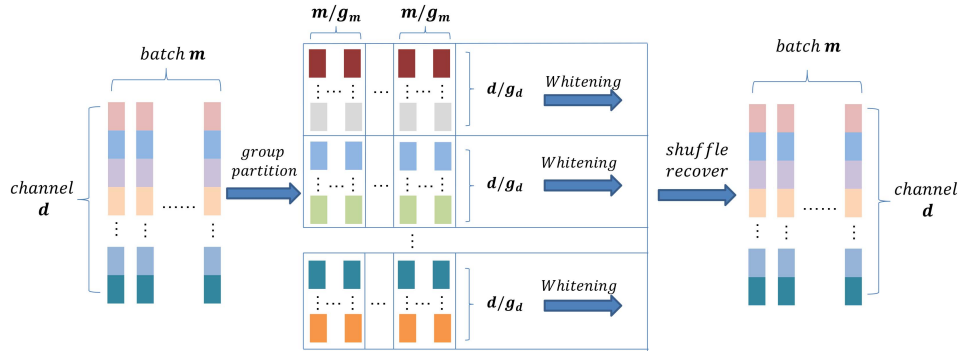 batch m
channel
d
......
group
partition
m/g_m m/g_m
... ... ...
d/g_d
Whitening
... ... ...
d/g_d
Whitening
... ... ...
d/g_d
Whitening
shuffle
recover
batch m
......
channel
d